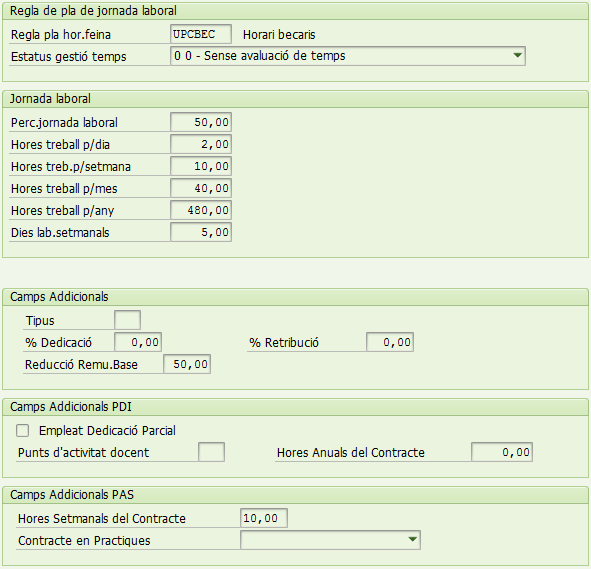 Regla de pla de jornada laboral
Regla pla hor.feina UPCBEC Horari becaris
Estatus gestió temps 0 0 - Sense avaluació de temps
Jornada laboral
Perc.jornada laboral 50,00
Hores treball p/dia 2,00
Hores treb.p/setmana 10,00
Hores treball p/mes 40,00
Hores treball p/any 480,00
Dies lab.setmanals 5,00
Camps Addicionals
Tipus
% Dedicació 0,00 % Retribució 0,00
Reducció Remu.Base 50,00
Camps Addicionals PDI
Empleat Dedicació Parcial
Punts d'activitat docent Hores Anuals del Contracte 0,00
Camps Addicionals PAS
Hores Setmanals del Contracte 10,00
Contracte en Practiques